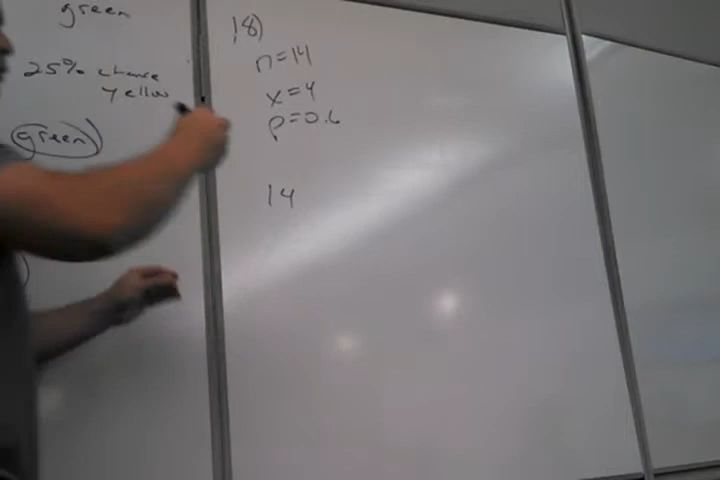 green
25% chance
yellow
green
18)
n=14
x=4
p=0.6
14